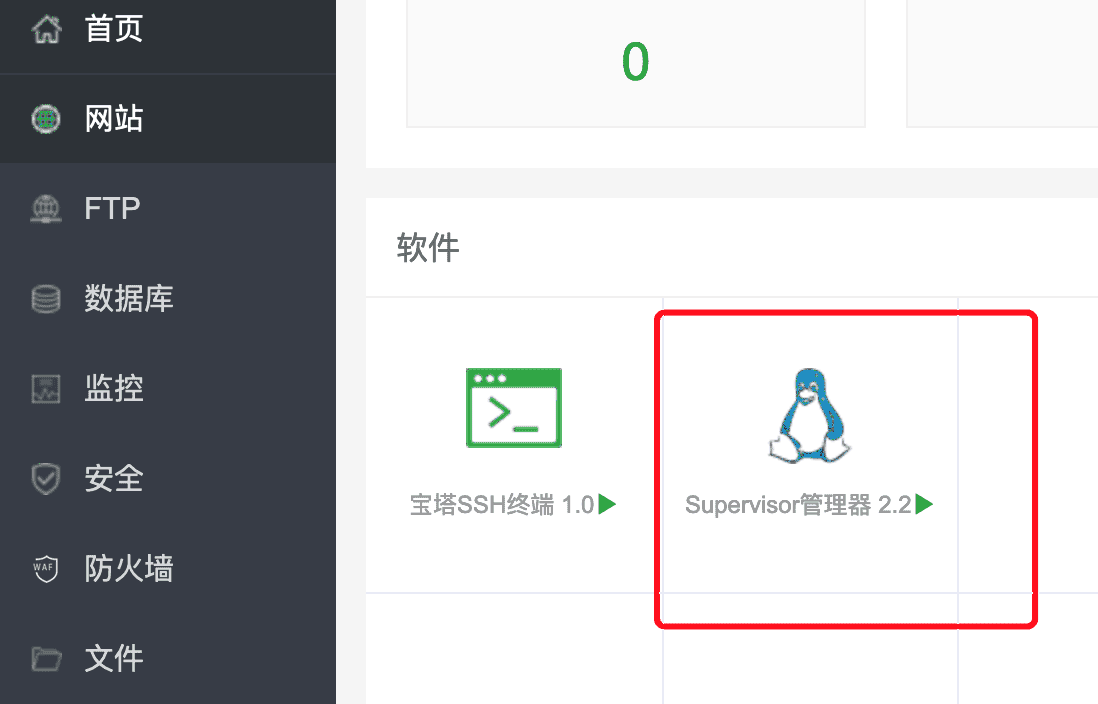 首页
网站
FTP
数据库
监控
安全
WAF
防火墙
文件
0
软件
宝塔SSH终端 1.0
Supervisor管理器 2.2